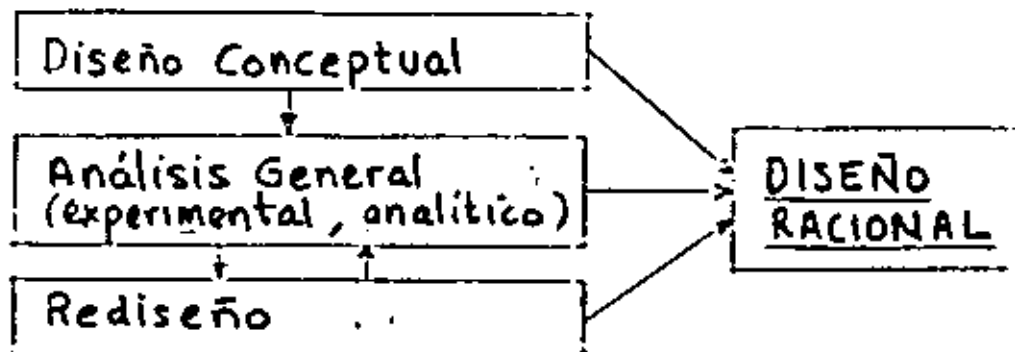 Diseño Conceptual
Análisis General
(experimental, analítico)
Rediseño
DISEÑO
RACIONAL